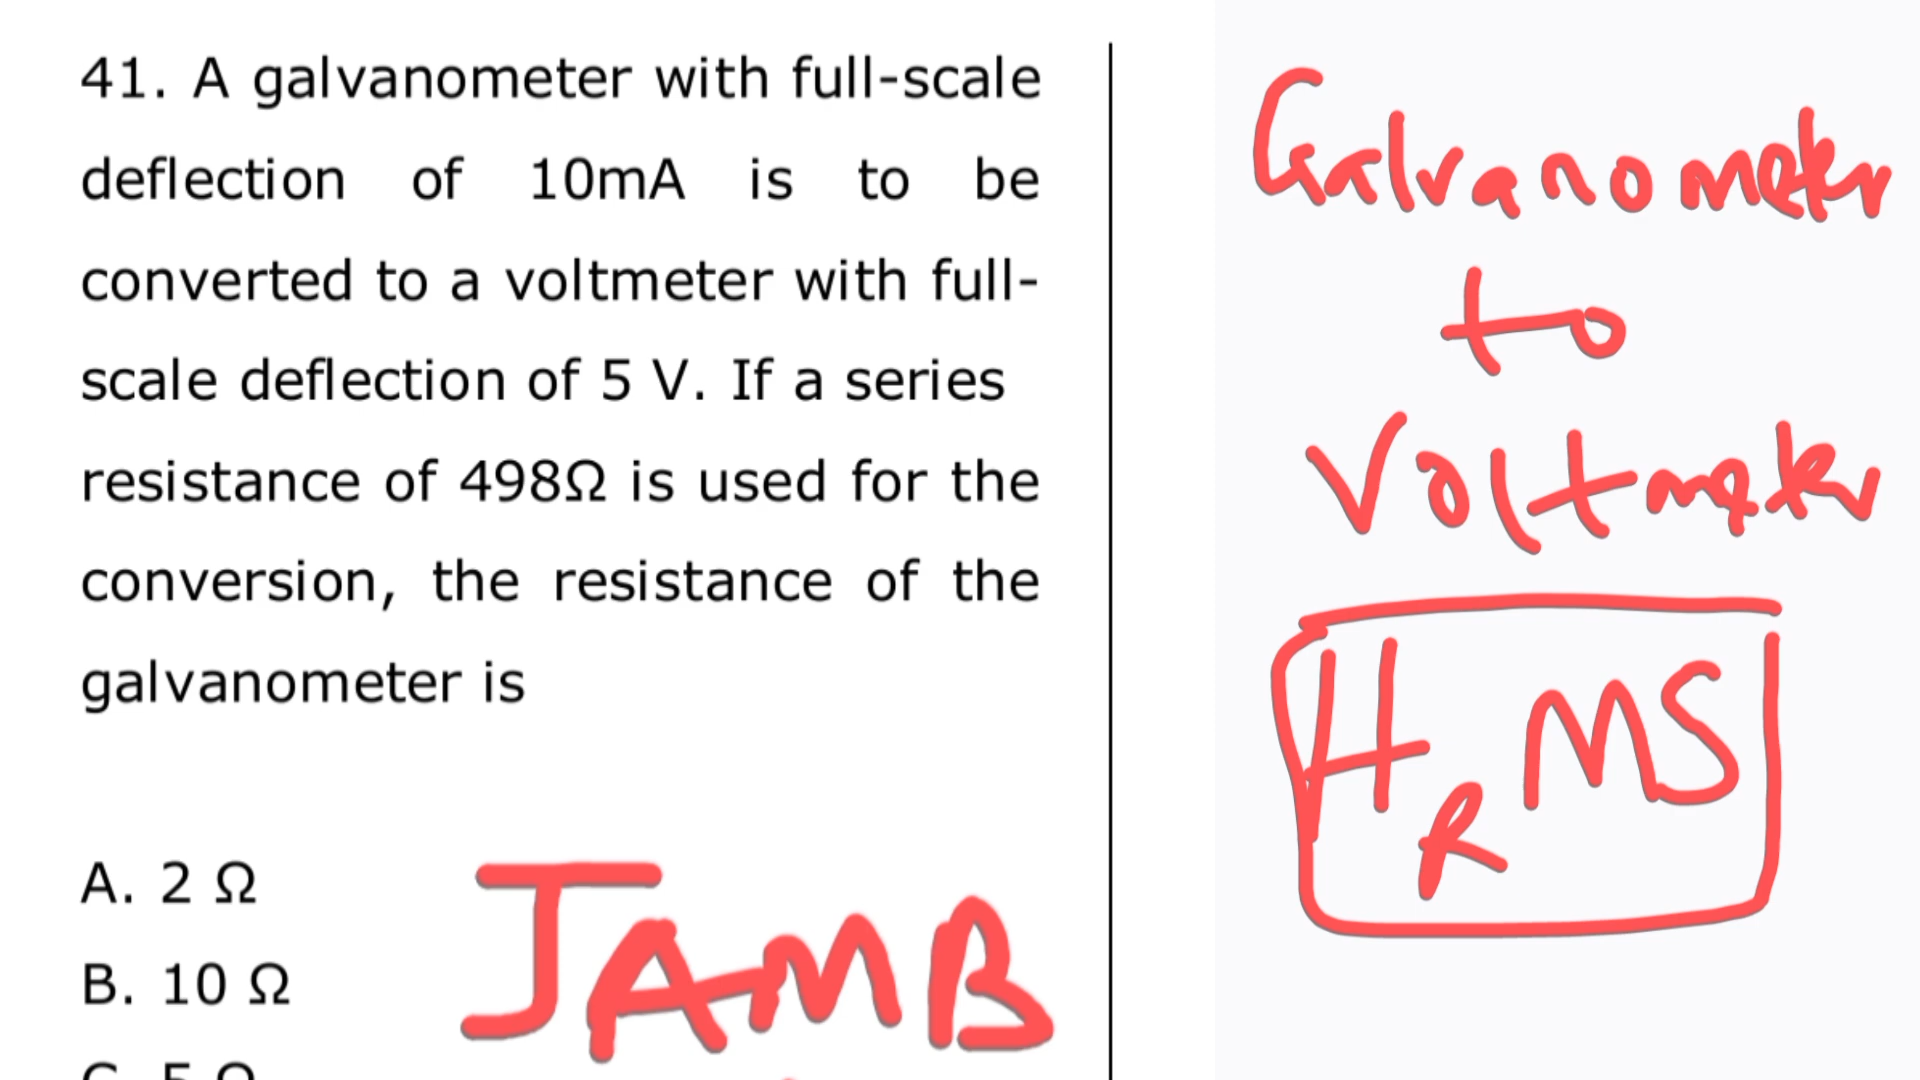 41. A galvanometer with full-scale
deflection of 10mA is to be
converted to a voltmeter with full-
scale deflection of 5 V. If a series
resistance of 498Ω is used for the
conversion, the resistance of the
galvanometer is
A. 2 Ω
B. 10 Ω
C. 5 Ω
JAMB
Galvanometer
to
Voltmeter
HRMS